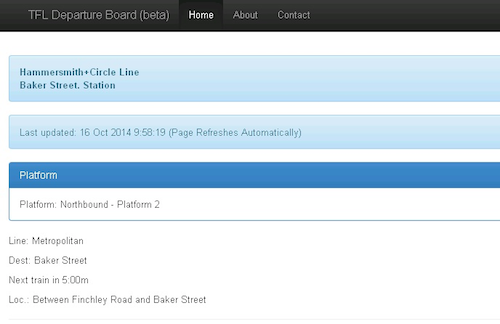 TFL Departure Board (beta) Home About Contact
Hammersmith+Circle Line
Baker Street. Station
Last updated: 16 Oct 2014 9:58:19 (Page Refreshes Automatically)
Platform
Platform: Northbound - Platform 2
Line: Metropolitan
Dest: Baker Street
Next train in 5:00m
Loc.: Between Finchley Road and Baker Street